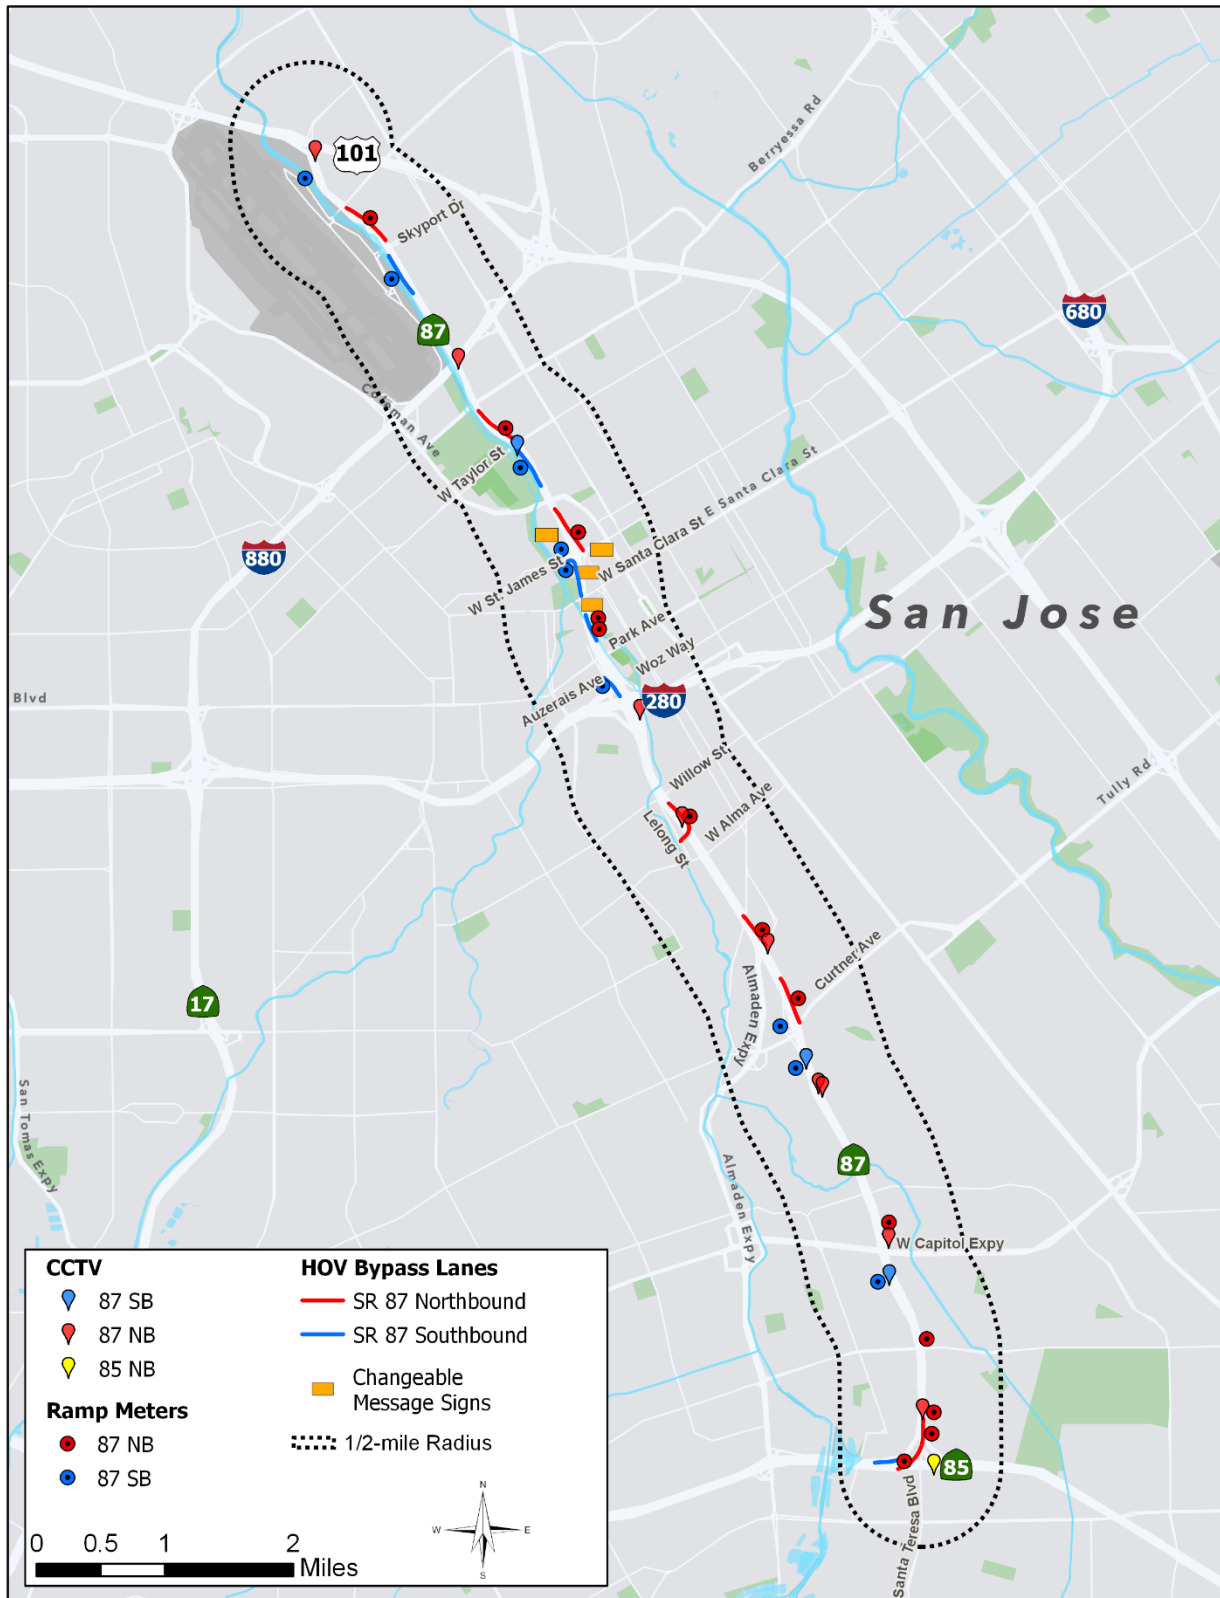 Berryessa Rd
101
Skyport Dr
680
87
Coleman Ave
W Taylor St
E Santa Clara St
880
W Santa Clara St
W St. James St
San Jose
Park Ave
Woz Way
Blvd
Auzerais Ave
280
Willow St
Tully Rd
W Alma Ave
Lelong St
Curtner Ave
17
Almaden Expy
San Tomas Expy
87
Almaden Expy
W Capitol Expy
85
Santa Teresa Blvd
CCTV
87 SB
87 NB
85 NB
Ramp Meters
87 NB
87 SB
HOV Bypass Lanes
SR 87 Northbound
SR 87 Southbound
Changeable
Message Signs
1/2-mile Radius
N
W E
S
0 0.5 1 2
Miles